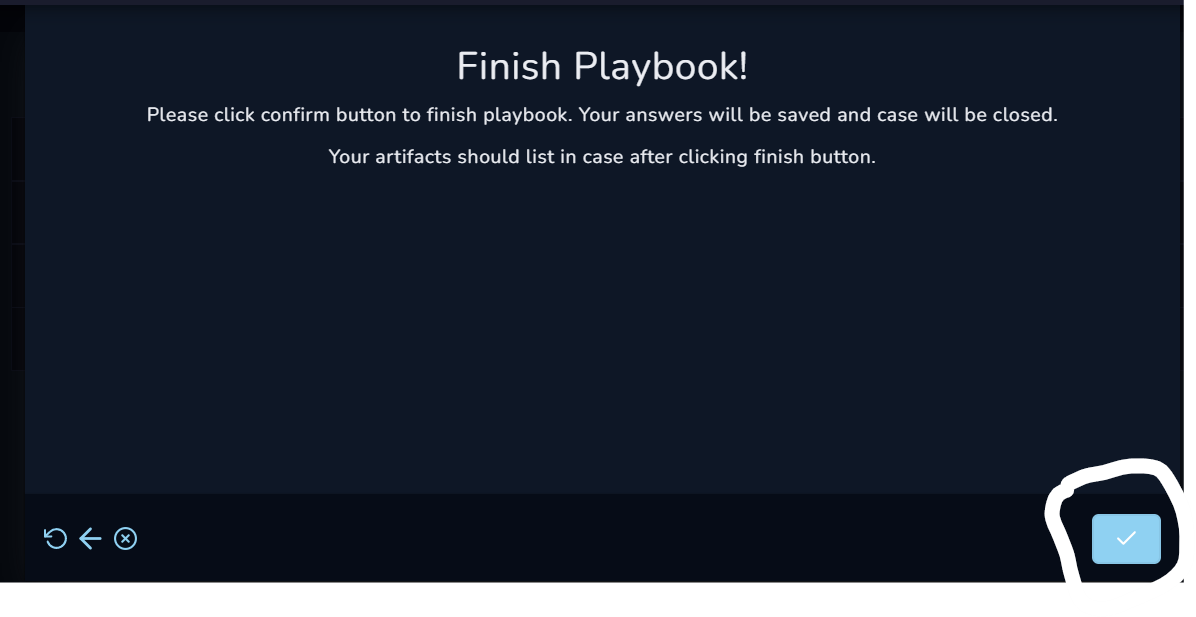 Finish Playbook!
Please click confirm button to finish playbook. Your answers will be saved and case will be closed.
Your artifacts should list in case after clicking finish button.